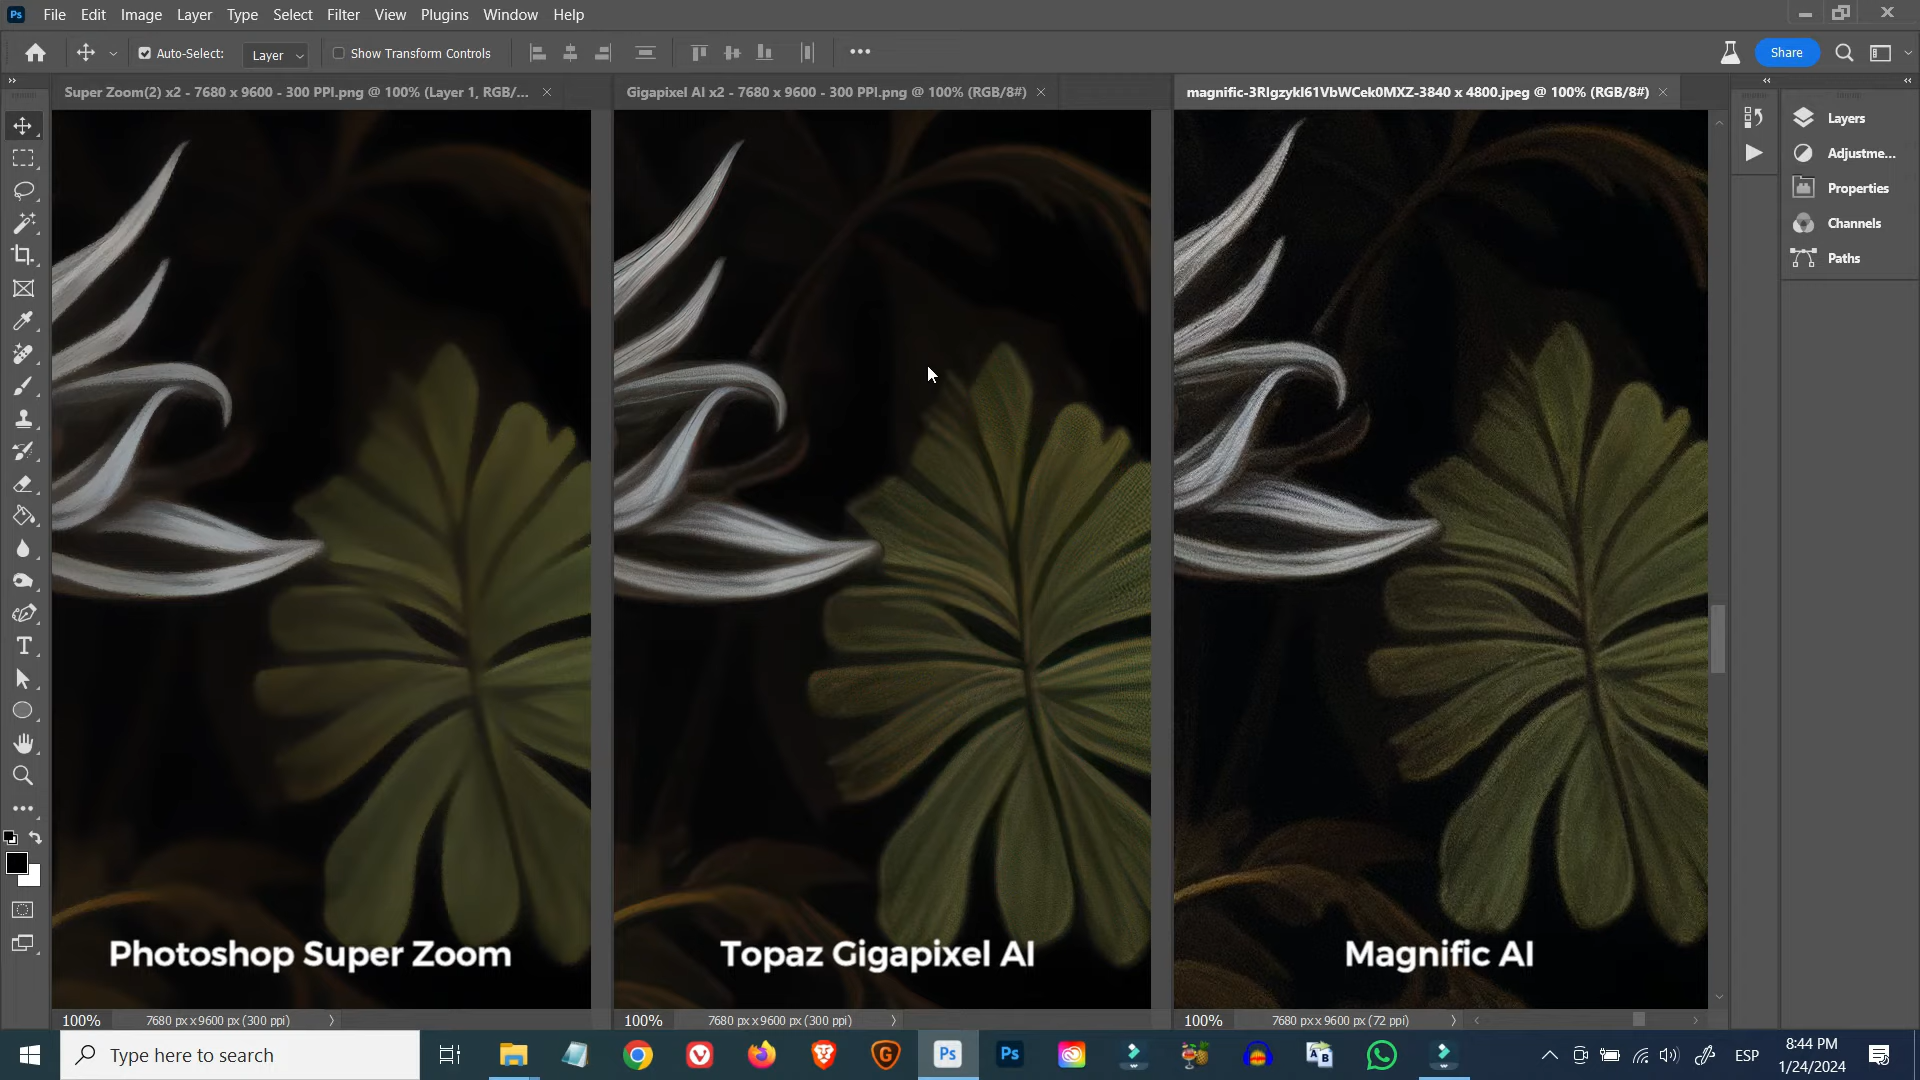 Ps File Edit Image Layer Type Select Filter View Plugins Window Help
Auto-Select: Layer Show Transform Controls ••• Share
Super Zoom(2) x2 - 7680 x 9600 - 300 PPI.png @ 100% (Layer 1, RGB/...
Gigapixel AI x2 - 7680 x 9600 - 300 PPI.png @ 100% (RGB/8#)
magnific-3Rlgzykl61VbWCek0MXZ-3840 x 4800.jpeg @ 100% (RGB/8#)
Layers
Adjustme...
Properties
Channels
Paths
Photoshop Super Zoom
Topaz Gigapixel AI
Magnific AI
100% 7680 px x 9600 px (300 ppi)
100% 7680 px x 9600 px (300 ppi)
100% 7680 px x 9600 px (72 ppi)
Type here to search
Ps
Ps
ESP
8:44 PM
1/24/2024